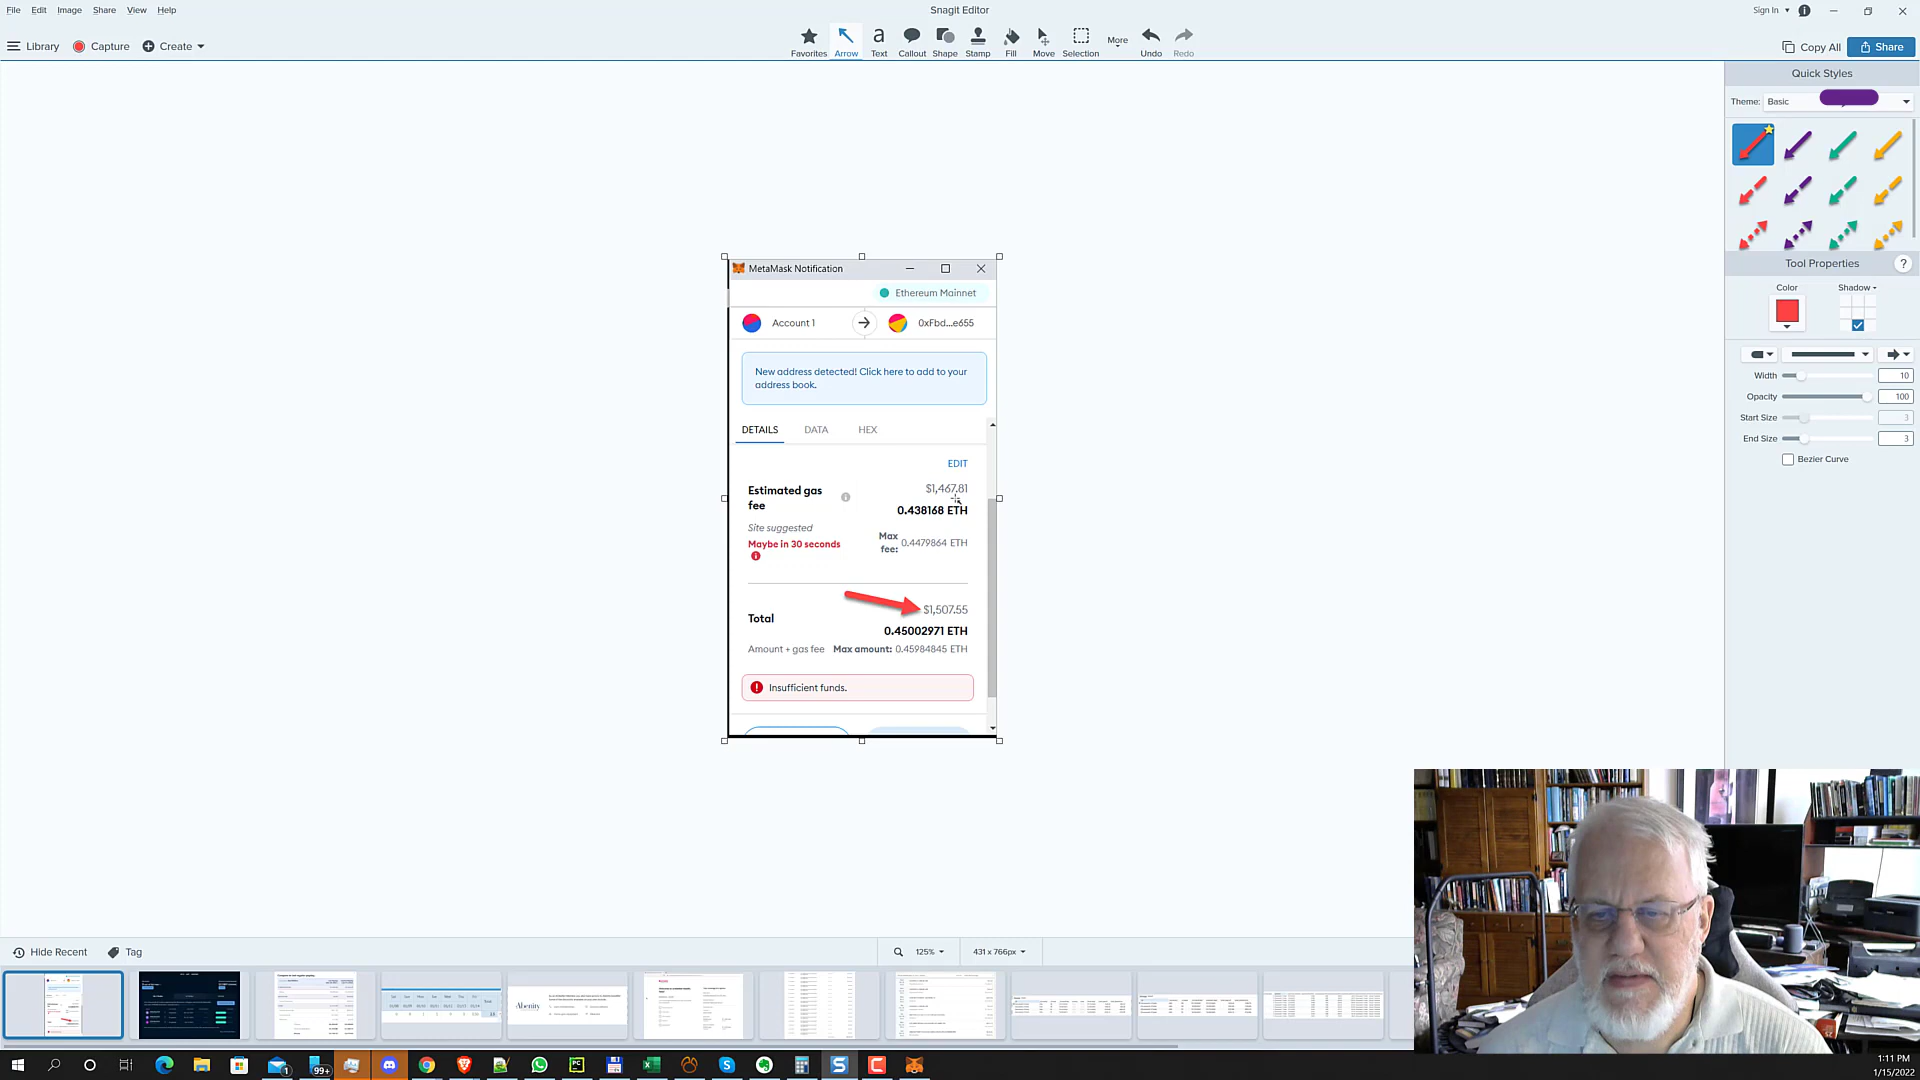 File Edit Image Share View Help
Snagit Editor
Sign In
Library Capture Create
Favorites Arrow Text Callout Shape Stamp Fill Move Selection More Undo Redo
Copy All Share
Quick Styles
Theme: Basic
Tool Properties ?
Color Shadow
Width 10
Opacity 100
Start Size 3
End Size 3
Bezier Curve
MetaMask Notification
Ethereum Mainnet
Account 1 0xFbd...e655
New address detected! Click here to add to your
address book.
DETAILS DATA HEX
EDIT
Estimated gas
fee
$1,467.81
0.438168 ETH
Site suggested
Maybe in 30 seconds
Max
fee: 0.4479864 ETH
$1,507.55
Total
0.45002971 ETH
Amount + gas fee Max amount: 0.45984845 ETH
Insufficient funds.
Hide Recent Tag
125% 431 x 766px
Abenity
99+
1:11 PM
1/15/2022